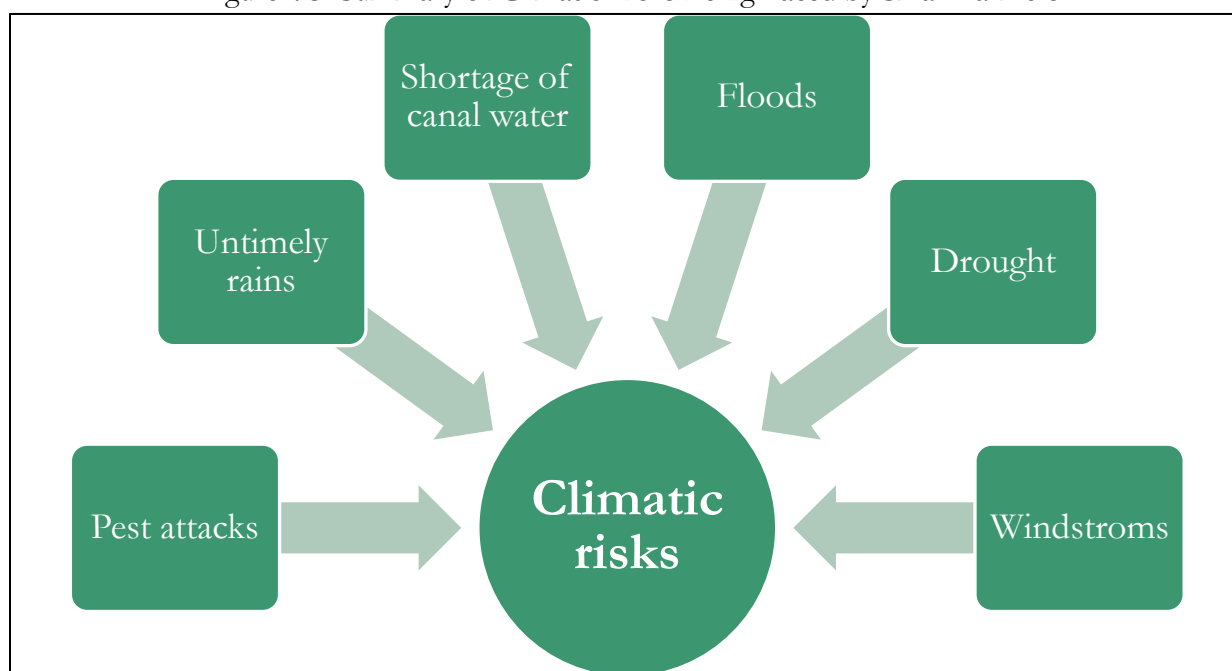 Shortage of
canal water
Floods
Untimely
rains
Drought
Pest attacks
Climatic
risks
Windstroms